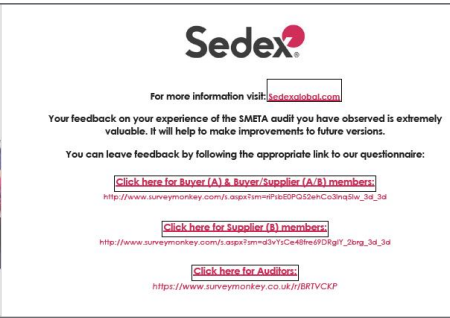 Sedex
For more information visit: Sedexglobal.com
Your feedback on your experience of the SMETA audit you have observed is extremely
valuable. It will help to make improvements to future versions.
You can leave feedback by following the appropriate link to our questionnaire:
Click here for Buyer (A) & Buyer/Supplier (A/B) members:
http://www.surveymonkey.com/s.aspx?sm=riPsbE0PQ52ehCo3lnq5Iw_3d_3d
Click here for Supplier (B) members:
http://www.surveymonkey.com/s.aspx?sm=d3vYsCe48fre69DRgIY_2brg_3d_3d
Click here for Auditors:
https://www.surveymonkey.co.uk/r/BRTVCKP